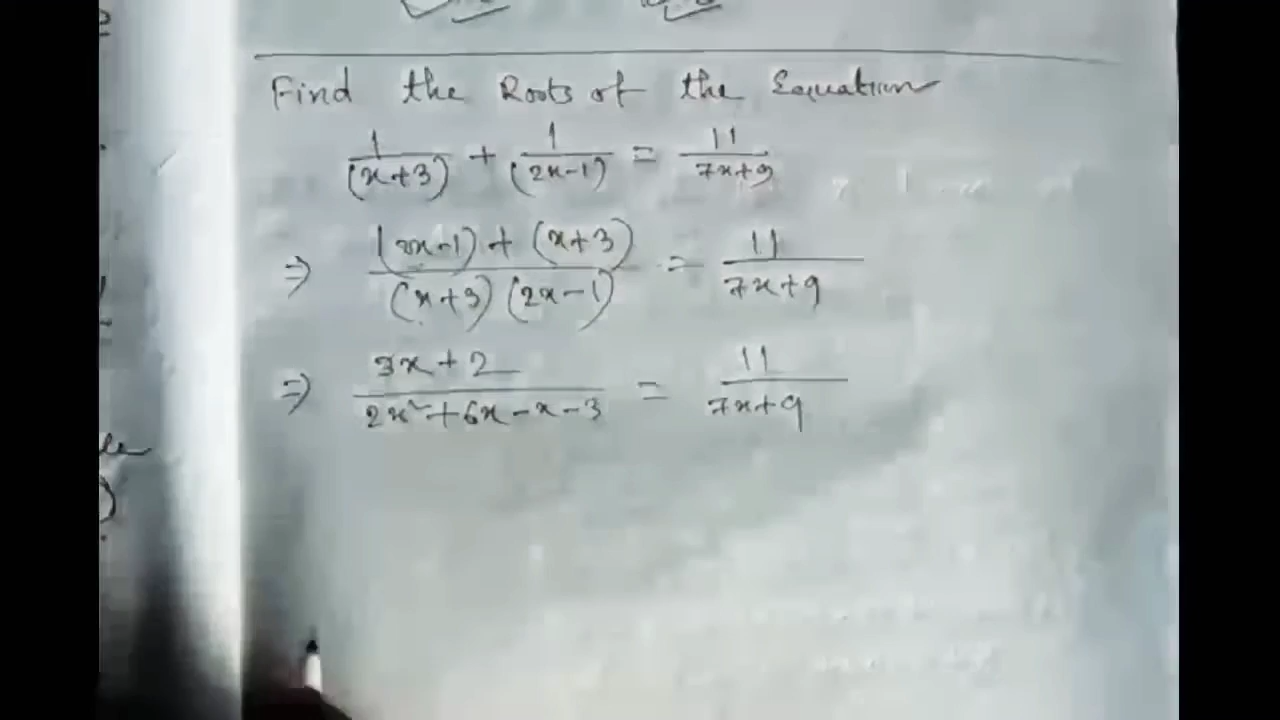 Find the Roots of the Equation
1/(x+3) + 1/(2x-1) = 11/7x+9
⇒ (2x-1) + (x+3)/(x+3)(2x-1) = 11/7x+9
⇒ 3x+2/2x²+6x-x-3 = 11/7x+9